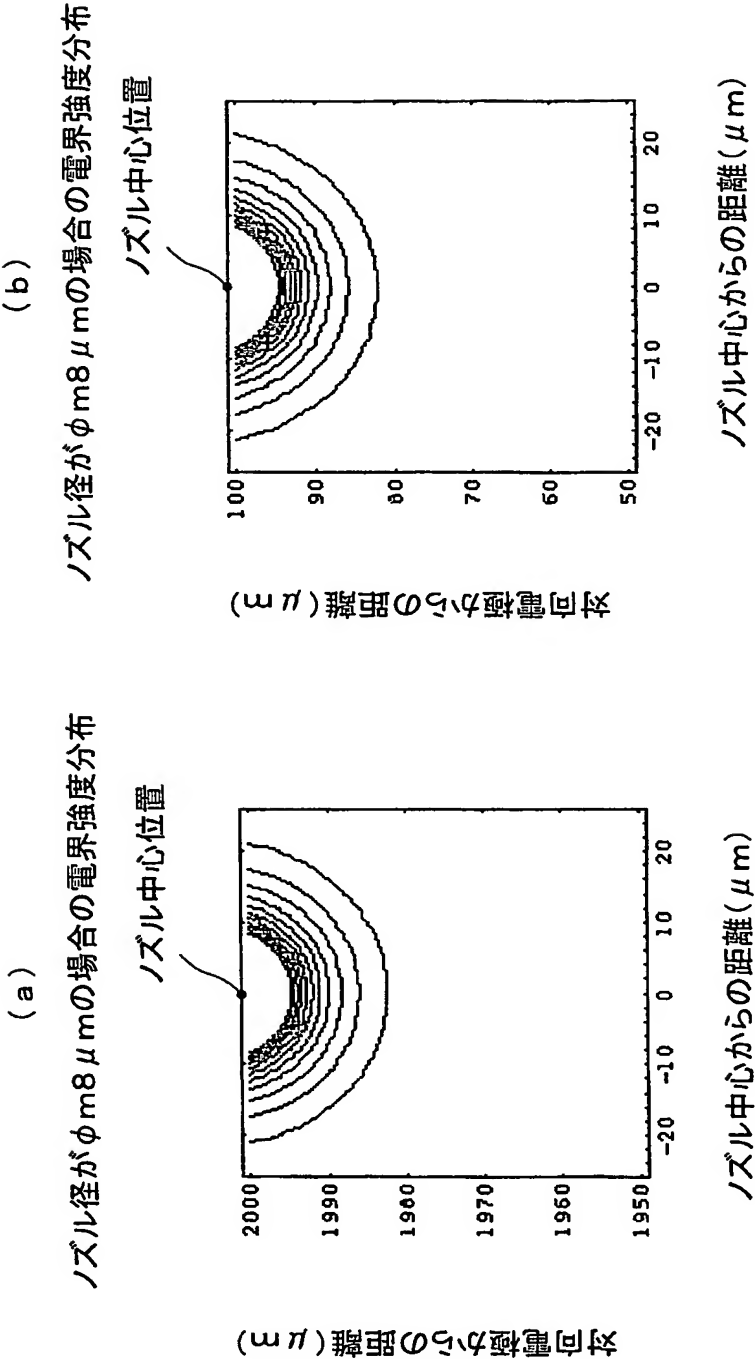 (a)
ノズル径がφm8μmの場合の電界強度分布
ノズル中心位置
対向電極からの距離(μm)
2000
1990
1980
1970
1960
1950
-20
-10
0
10
20
ノズル中心からの距離(μm)
(b)
ノズル径がφm8μmの場合の電界強度分布
ノズル中心位置
対向電極からの距離(μm)
100
90
80
70
60
50
-20
-10
0
10
20
ノズル中心からの距離(μm)